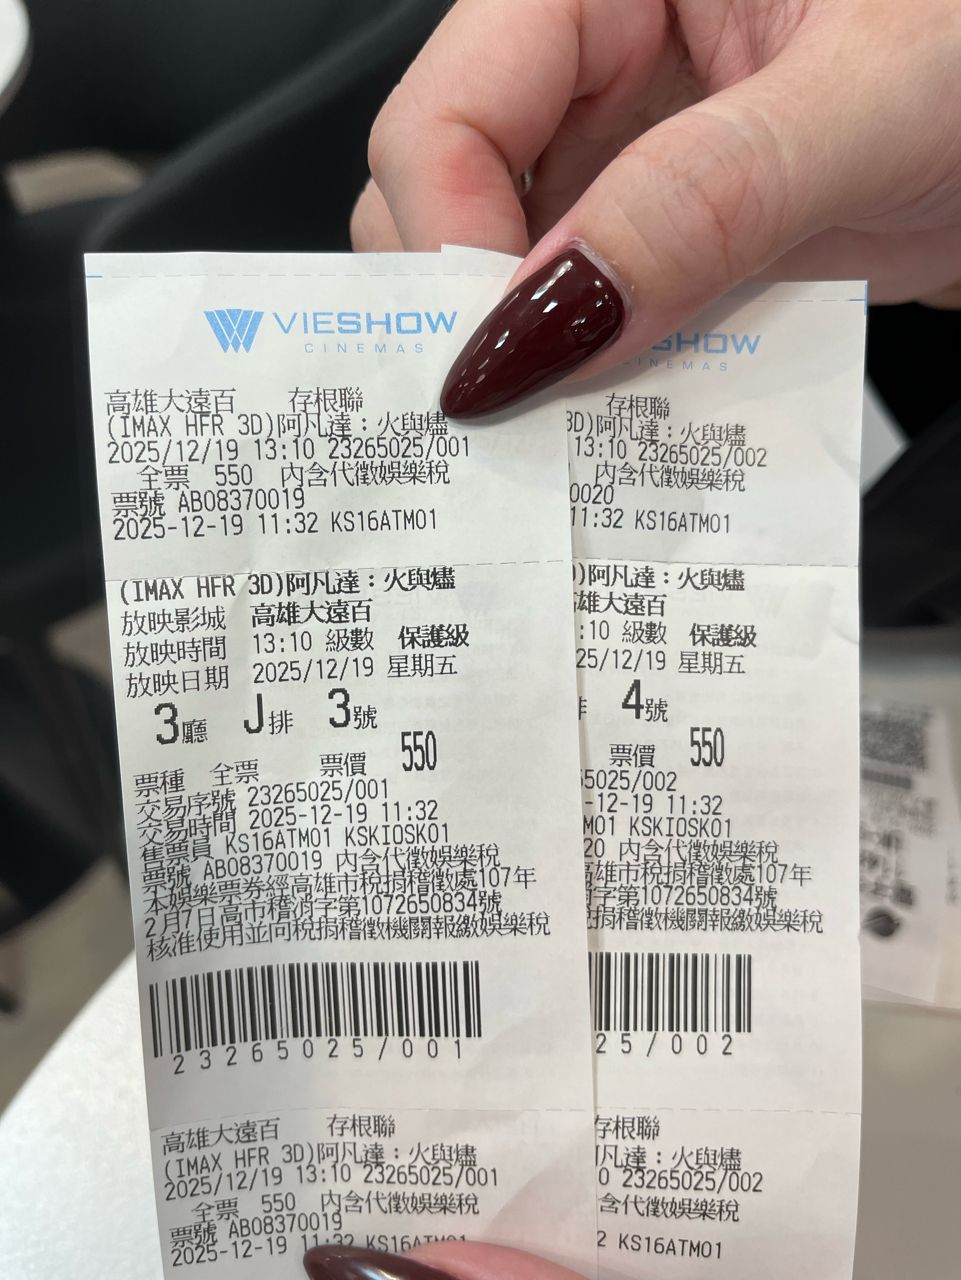 VIESHOW
CINEMAS
高雄大遠百 存根聯
(IMAX HFR 3D)阿凡達：火與燼
2025/12/19 13:10 23265025/001
全票 550 內含代徵娛樂稅
票號 AB08370019
2025-12-19 11:32 KS16ATM01
(IMAX HFR 3D)阿凡達：火與燼
放映影城 高雄大遠百
放映時間 13:10 級數 保護級
放映日期 2025/12/19 星期五
3廳 J排 3號
票種 全票 票價 550
交易序號 23265025/001
交易時間 2025-12-19 11:32
售票員 KS16ATM01 KSKIOSK01
票號 AB08370019 內含代徵娛樂稅
本娛樂票券經高雄市稅捐稽徵處107年
2月7日高市稽消字第1072650834號
核准使用並向稅捐稽徵機關報繳娛樂稅
23265025/001
高雄大遠百 存根聯
(IMAX HFR 3D)阿凡達：火與燼
2025/12/19 13:10 23265025/001
全票 550 內含代徵娛樂稅
票號 AB08370019
2025-12-19 11:32 KS16ATM01
SHOW
CINEMAS
存根聯
3D)阿凡達：火與燼
13:10 23265025/002
內含代徵娛樂稅
0020
11:32 KS16ATM01
)阿凡達：火與燼
雄大遠百
:10 級數 保護級
25/12/19 星期五
4號
票價 550
65025/002
-12-19 11:32
M01 KSKIOSK01
20 內含代徵娛樂稅
高雄市稅捐稽徵處107年
字第1072650834號
捐稽徵機關報繳娛樂稅
25/002
存根聯
阿凡達：火與燼
0 23265025/002
含代徵娛樂稅
2 KS16ATM01